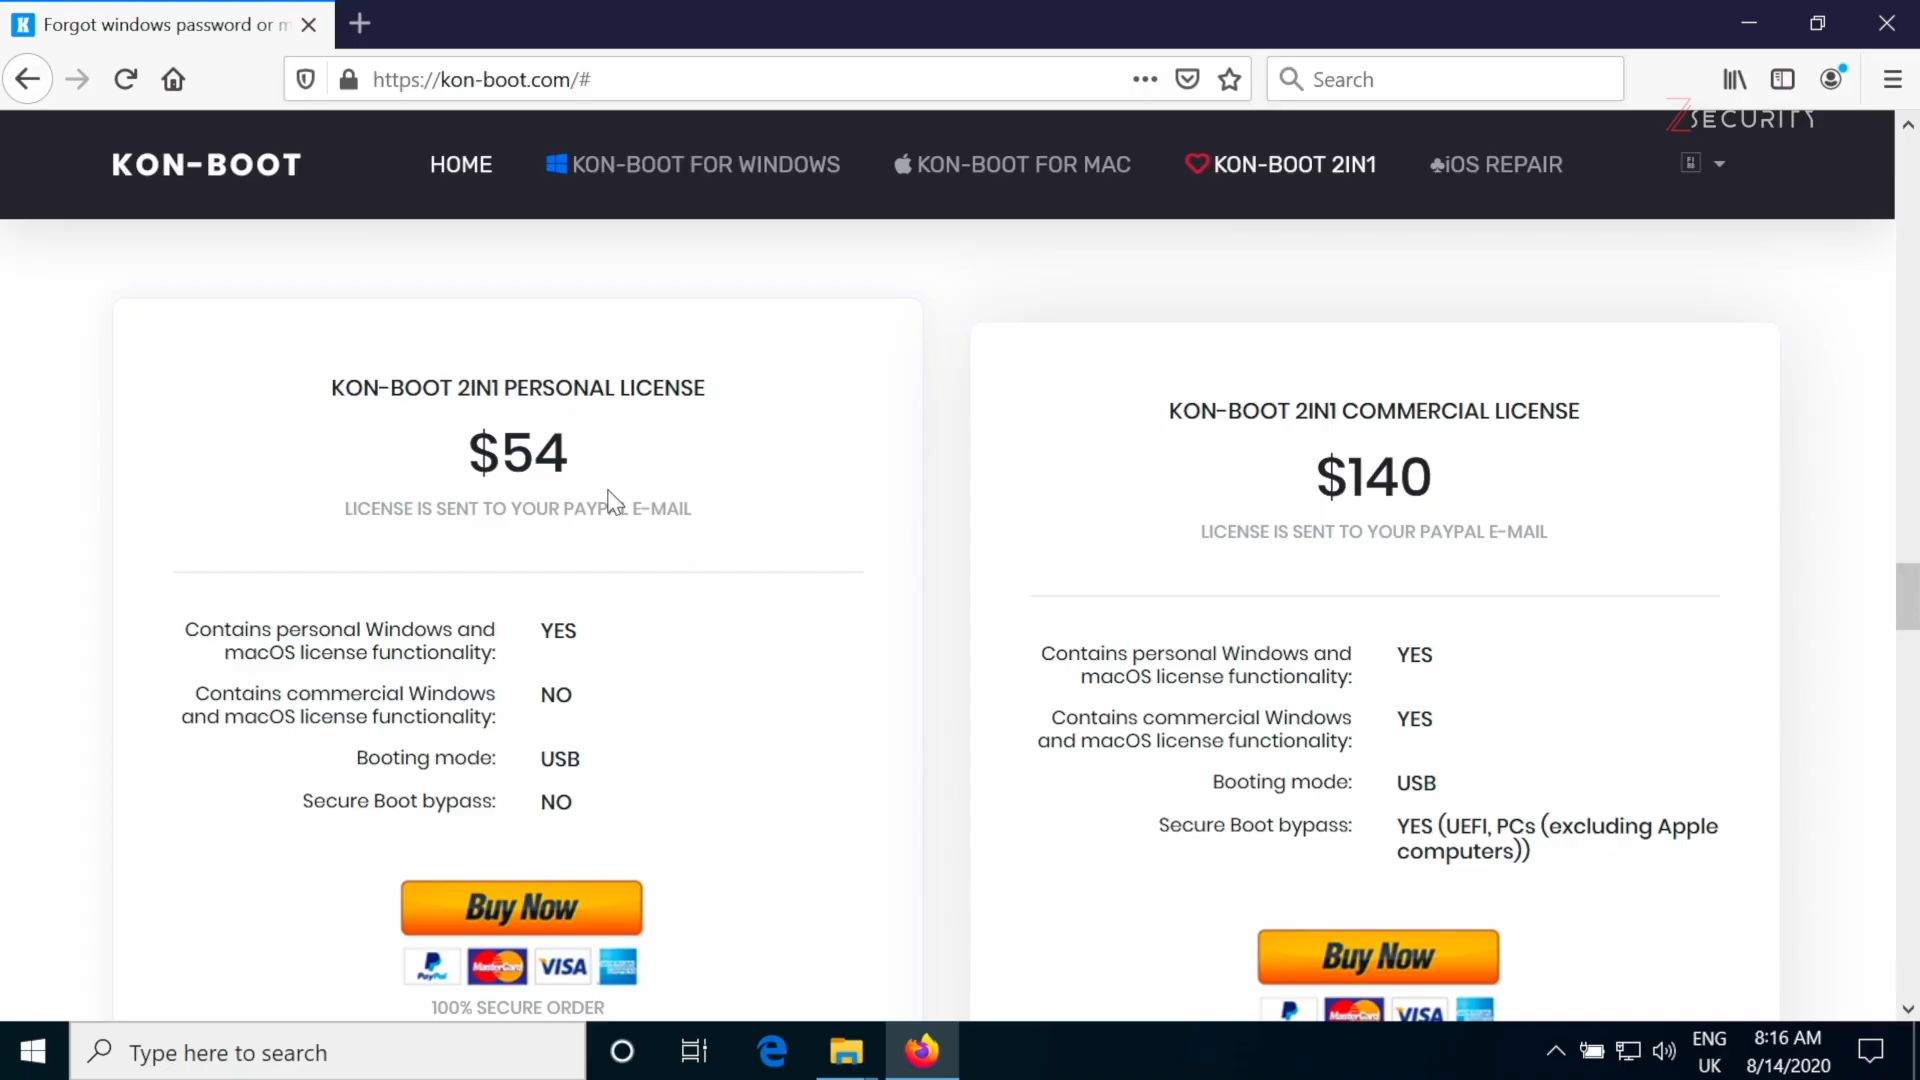 Forgot windows password or m
https://kon-boot.com/#
Search
ZSECURITY
KON-BOOT
HOME
KON-BOOT FOR WINDOWS
KON-BOOT FOR MAC
KON-BOOT 2IN1
iOS REPAIR
KON-BOOT 2IN1 PERSONAL LICENSE
$54
LICENSE IS SENT TO YOUR PAYPAL E-MAIL
Contains personal Windows and
macOS license functionality:
YES
Contains commercial Windows
and macOS license functionality:
NO
Booting mode:
USB
Secure Boot bypass:
NO
Buy Now
PayPal MasterCard VISA
100% SECURE ORDER
KON-BOOT 2IN1 COMMERCIAL LICENSE
$140
LICENSE IS SENT TO YOUR PAYPAL E-MAIL
Contains personal Windows and
macOS license functionality:
YES
Contains commercial Windows
and macOS license functionality:
YES
Booting mode:
USB
Secure Boot bypass:
YES (UEFI, PCs (excluding Apple
computers))
Buy Now
MasterCard VISA
Type here to search
ENG
UK
8:16 AM
8/14/2020